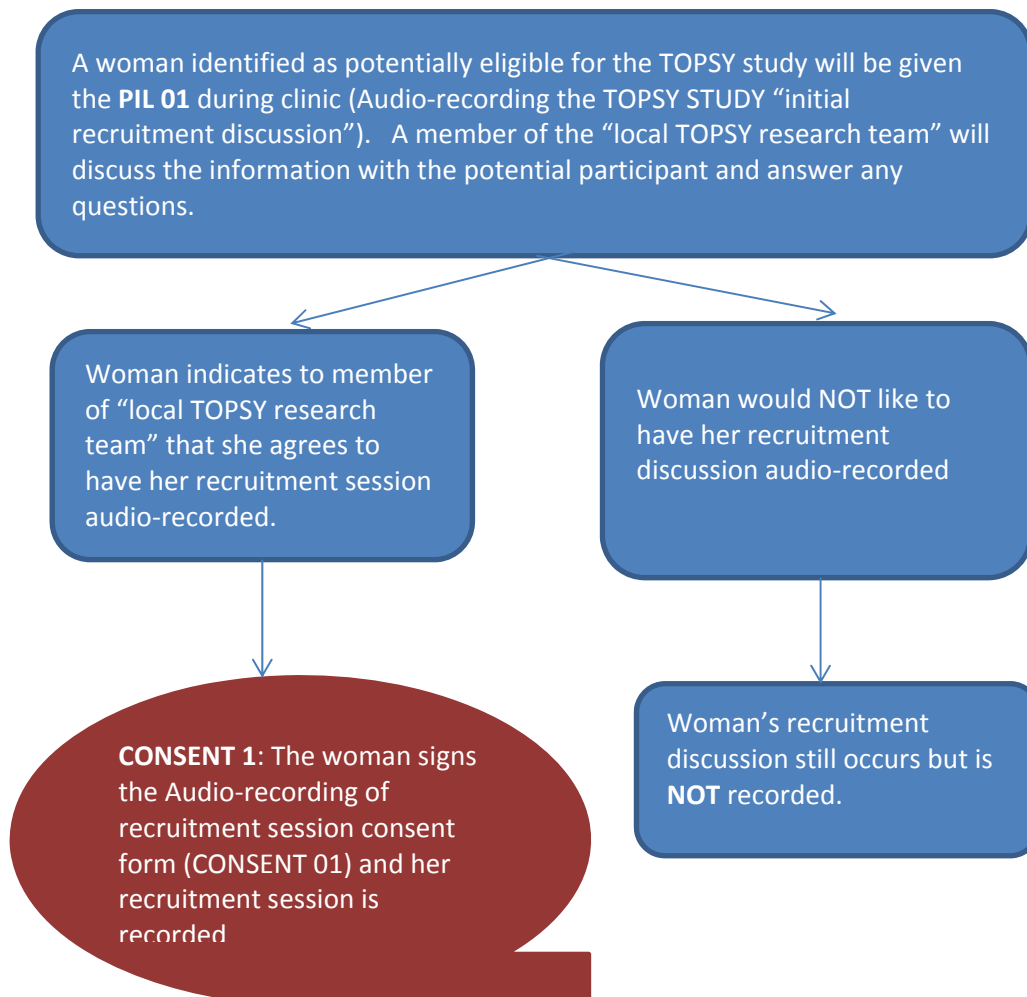 A woman identified as potentially eligible for the TOPSY study will be given
the PIL 01 during clinic (Audio-recording the TOPSY STUDY “initial
recruitment discussion”).   A member of the “local TOPSY research team” will
discuss the information with the potential participant and answer any
questions.
Woman indicates to member
of “local TOPSY research
team” that she agrees to
have her recruitment session
audio-recorded.
Woman would NOT like to
have her recruitment
discussion audio-recorded
CONSENT 1: The woman signs
the Audio-recording of
recruitment session consent
form (CONSENT 01) and her
recruitment session is
recorded
Woman’s recruitment
discussion still occurs but is
NOT recorded.